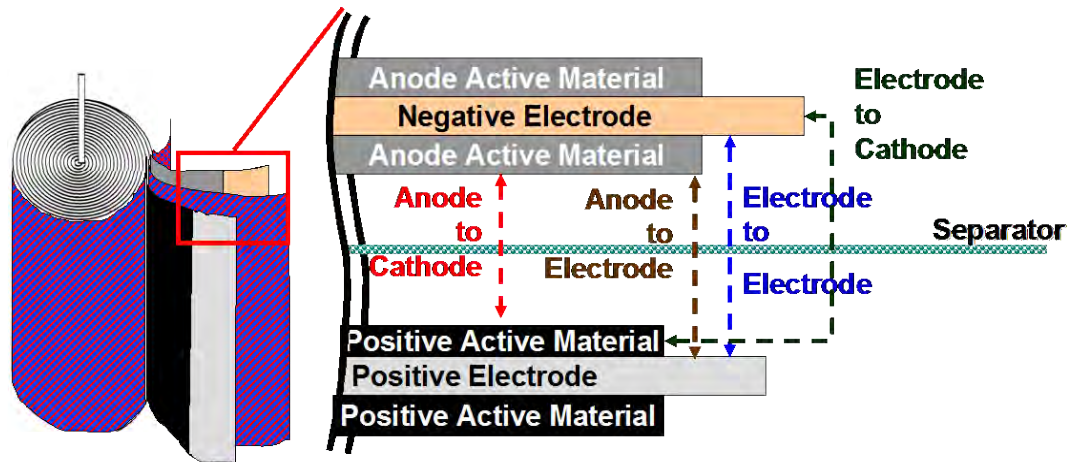 Anode Active Material
Negative Electrode
Anode Active Material
Electrode
to
Cathode
Anode
to
Cathode
Anode
to
Electrode
Electrode
to
Electrode
Separator
Positive Active Material
Positive Electrode
Positive Active Material